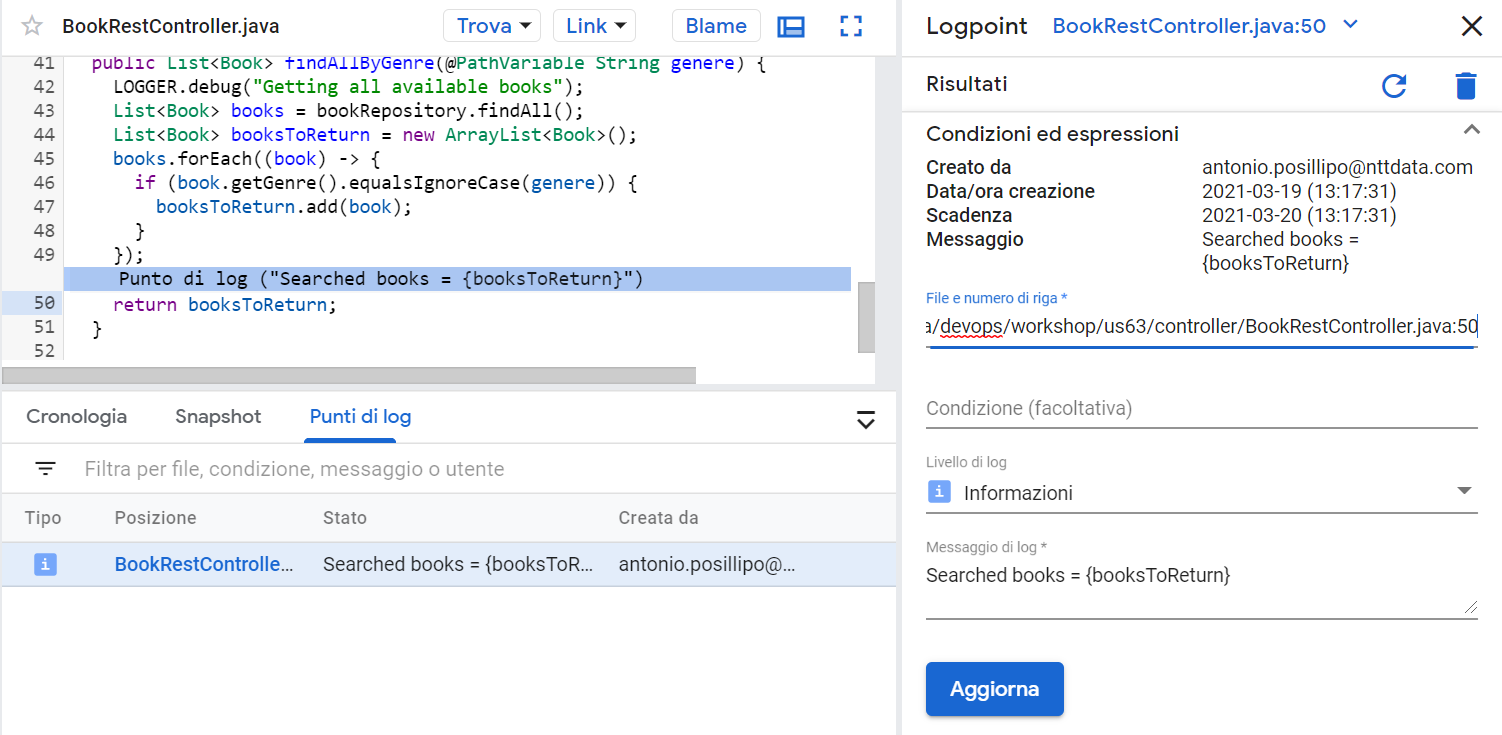 BookRestController.java
Trova
Link
Blame
41 public List<Book> findAllByGenre(@PathVariable String genere) {
42 LOGGER.debug("Getting all available books");
43 List<Book> books = bookRepository.findAll();
44 List<Book> booksToReturn = new ArrayList<Book>();
45 books.forEach((book) -> {
46 if (book.getGenre().equalsIgnoreCase(genere)) {
47 booksToReturn.add(book);
48 }
49 });
Punto di log ("Searched books = {booksToReturn}")
50 return booksToReturn;
51 }
52
Cronologia
Snapshot
Punti di log
Filtra per file, condizione, messaggio o utente
Tipo Posizione Stato Creata da
i BookRestControlle... Searched books = {booksToR... antonio.posillipo@...
Logpoint BookRestController.java:50
Risultati
Condizioni ed espressioni
Creato da antonio.posillipo@nttdata.com
Data/ora creazione 2021-03-19 (13:17:31)
Scadenza 2021-03-20 (13:17:31)
Messaggio Searched books =
{booksToReturn}
File e numero di riga *
a/devops/workshop/us63/controller/BookRestController.java:50
Condizione (facoltativa)
Livello di log
i Informazioni
Messaggio di log *
Searched books = {booksToReturn}
Aggiorna